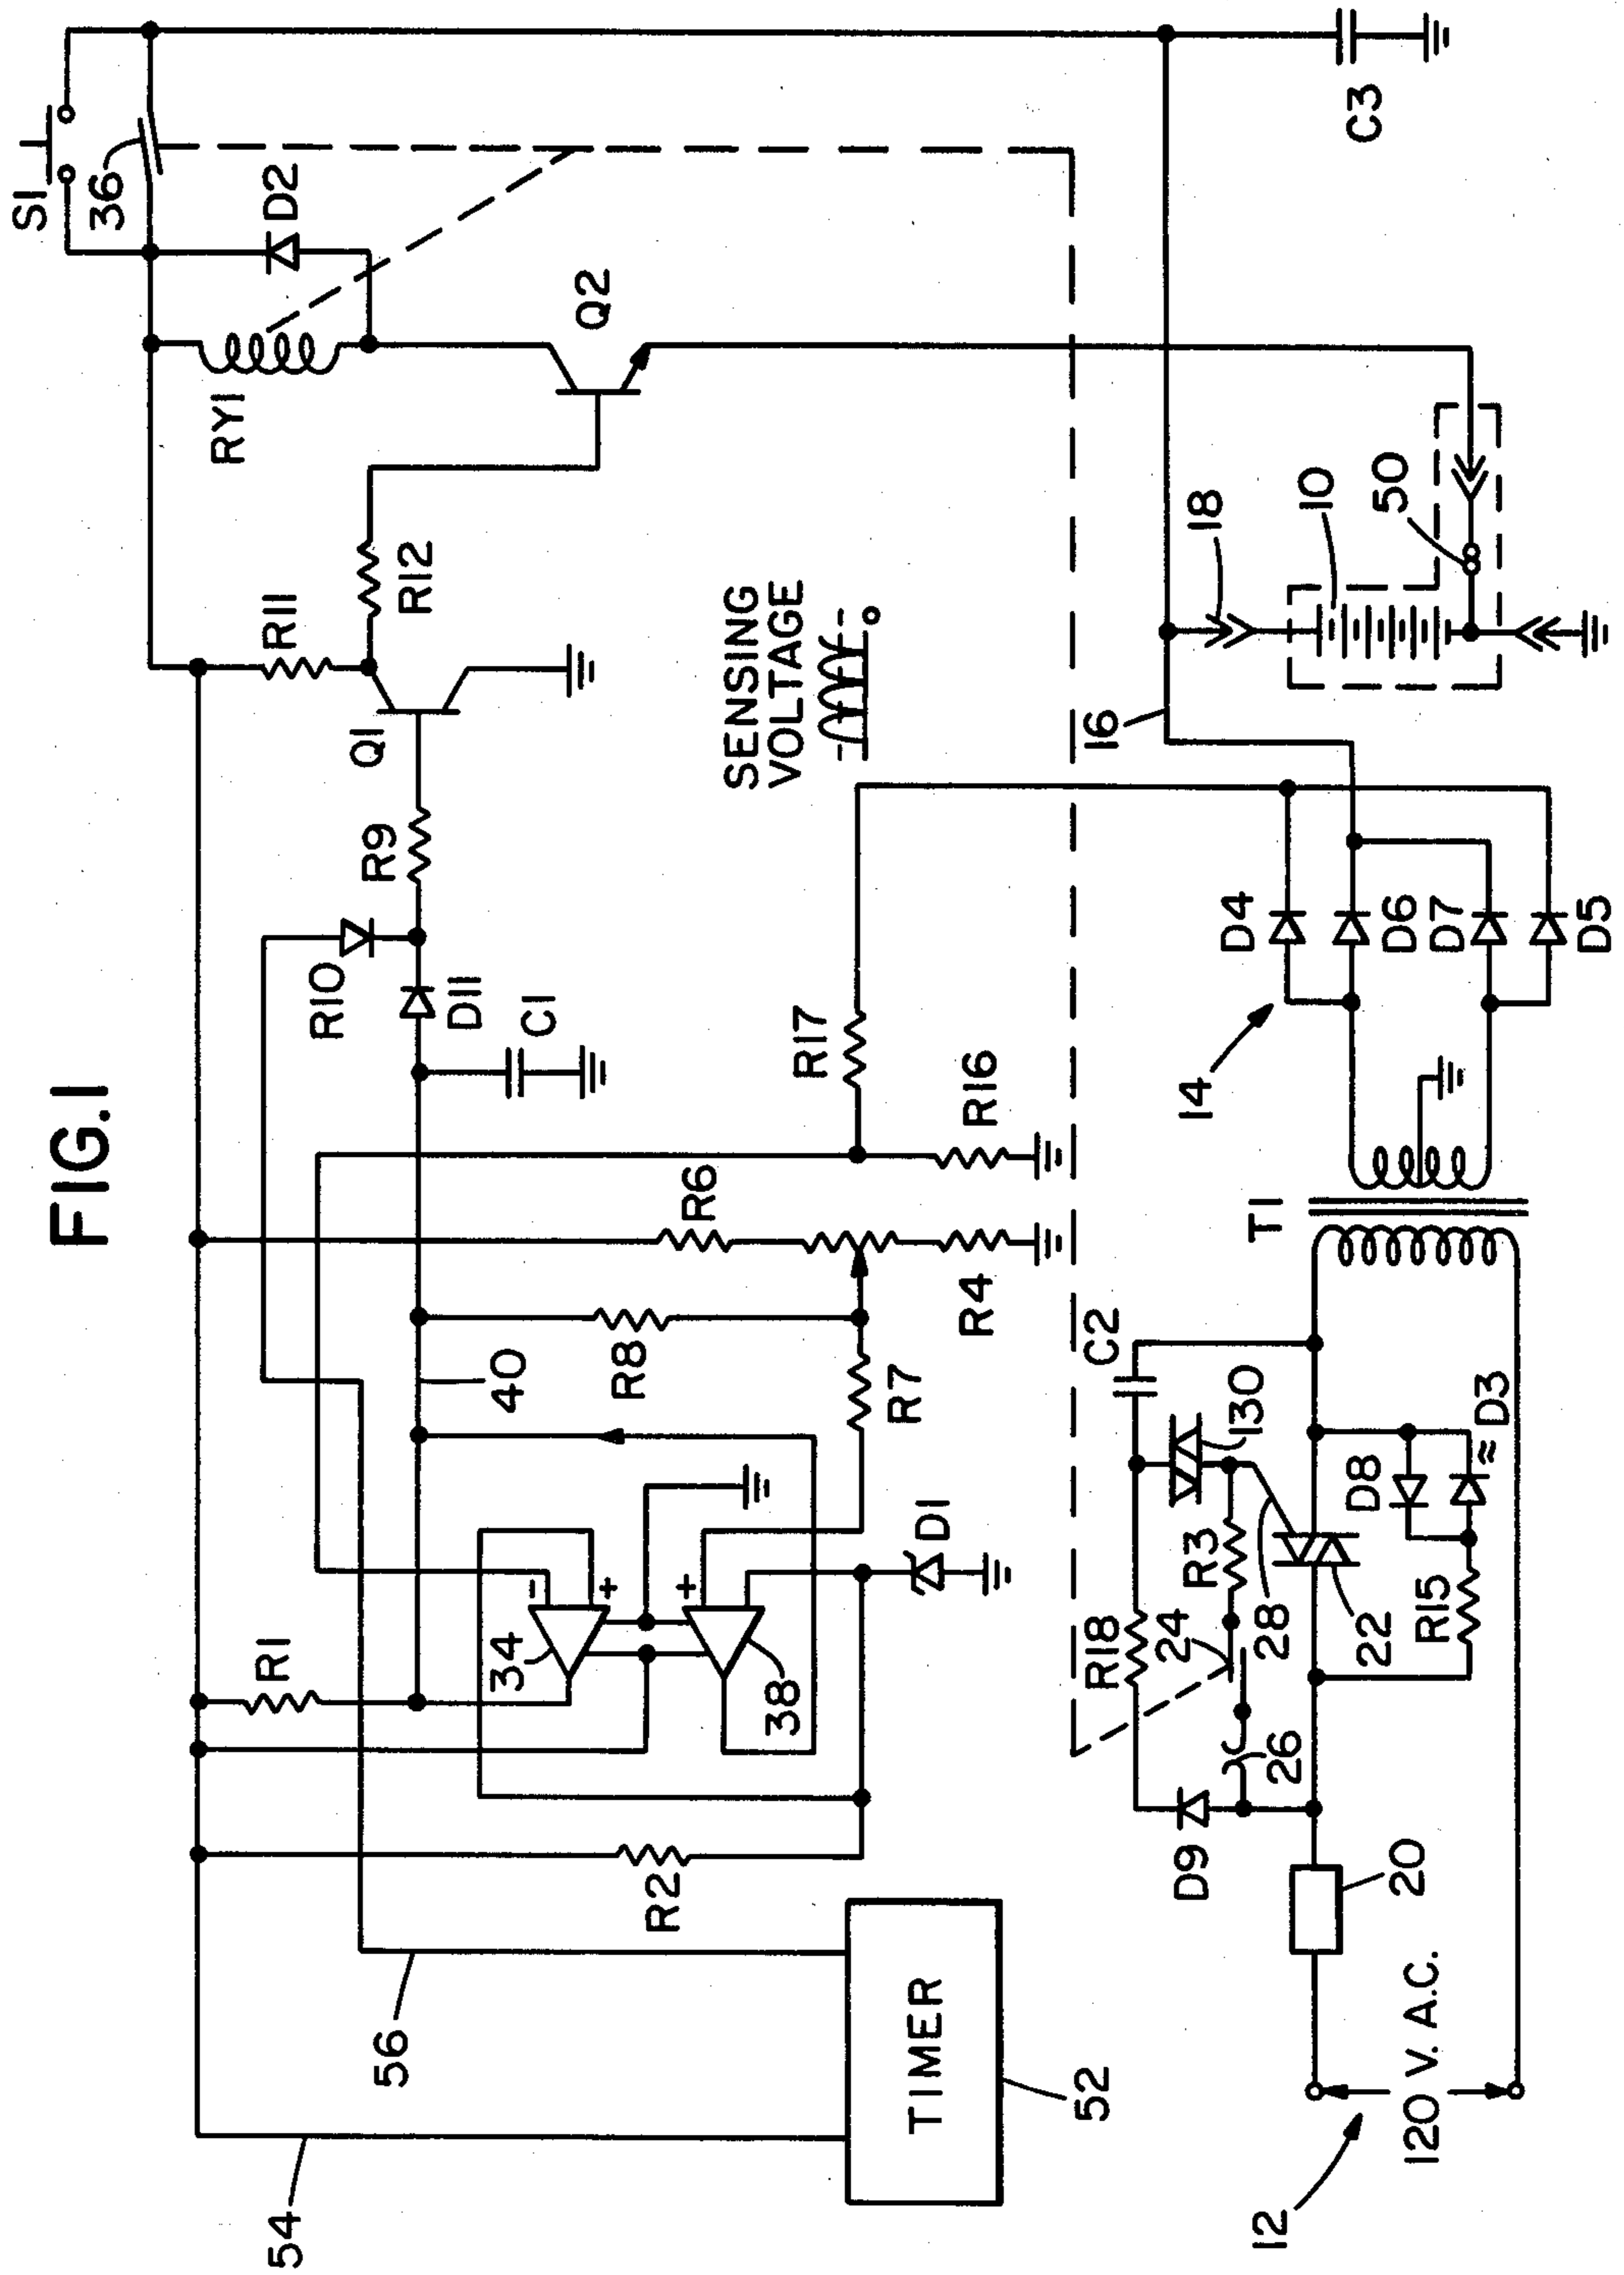 FIG.1
S1
36
D2
RY1
Q2
R11
R12
Q1
R9
R10
D11
C1
SENSING
VOLTAGE
R17
R16
R6
R4
R8
R7
40
R1
34
38
D1
R2
56
54
TIMER
52
C3
18
10
50
16
D4
D6
D7
D5
14
T1
C2
130
R3
28
22
24
26
R18
D8
≈ D3
R15
D9
20
120 V. A.C.
12
- +
+